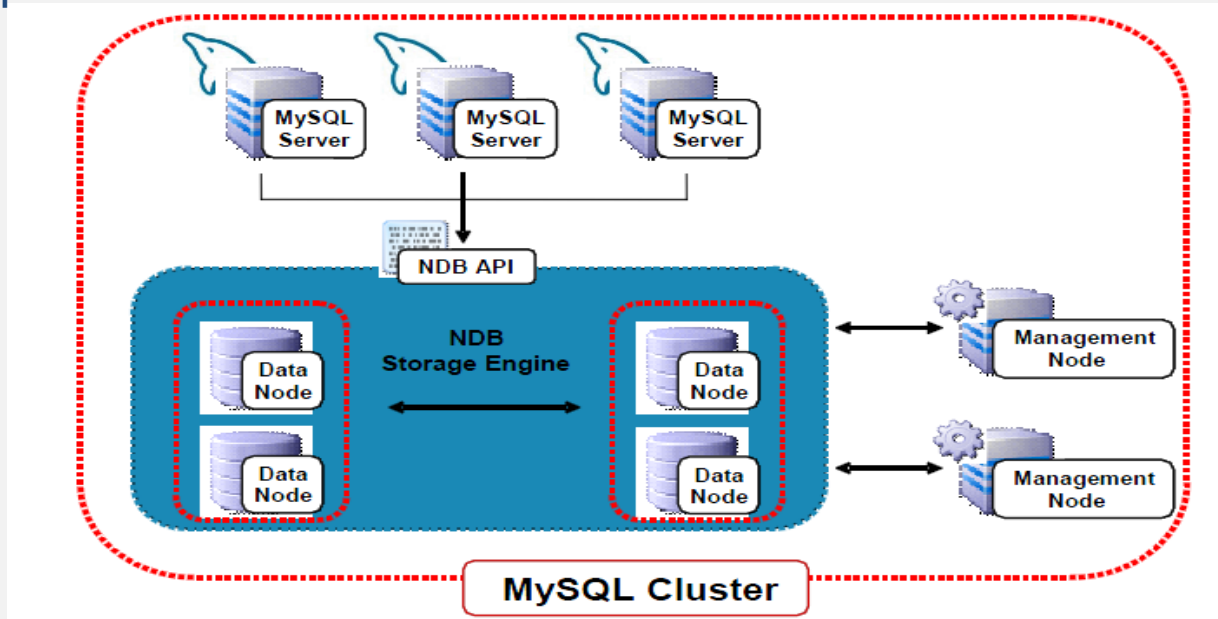 MySQL
Server
MySQL
Server
MySQL
Server
NDB API
NDB
Storage Engine
Data
Node
Data
Node
Data
Node
Data
Node
Management
Node
Management
Node
MySQL Cluster